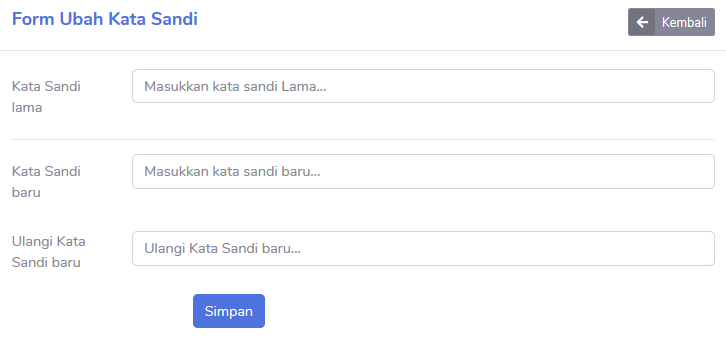 Form Ubah Kata Sandi
Kembali
Kata Sandi
lama
Masukkan kata sandi Lama...
Kata Sandi
baru
Masukkan kata sandi baru...
Ulangi Kata
Sandi baru
Ulangi Kata Sandi baru...
Simpan